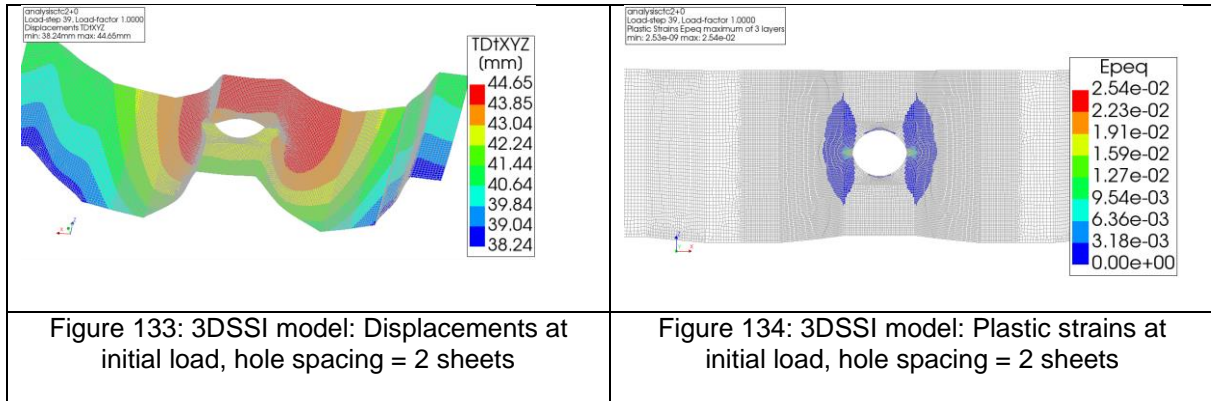 analysisctc2+0
Load-step 39, Load-factor 1.0000
Displacements TDtXYZ
min: 38.24mm max: 44.65mm
TDtXYZ
(mm)
44.65
43.85
43.04
42.24
41.44
40.64
39.84
39.04
38.24
Figure 133: 3DSSI model: Displacements at
initial load, hole spacing = 2 sheets
analysisctc2+0
Load-step 39, Load-factor 1.0000
Plastic Strains Epeq maximum of 3 layers
min: 2.53e-09 max: 2.54e-02
Epeq
2.54e-02
2.23e-02
1.91e-02
1.59e-02
1.27e-02
9.54e-03
6.36e-03
3.18e-03
0.00e+00
Figure 134: 3DSSI model: Plastic strains at
initial load, hole spacing = 2 sheets